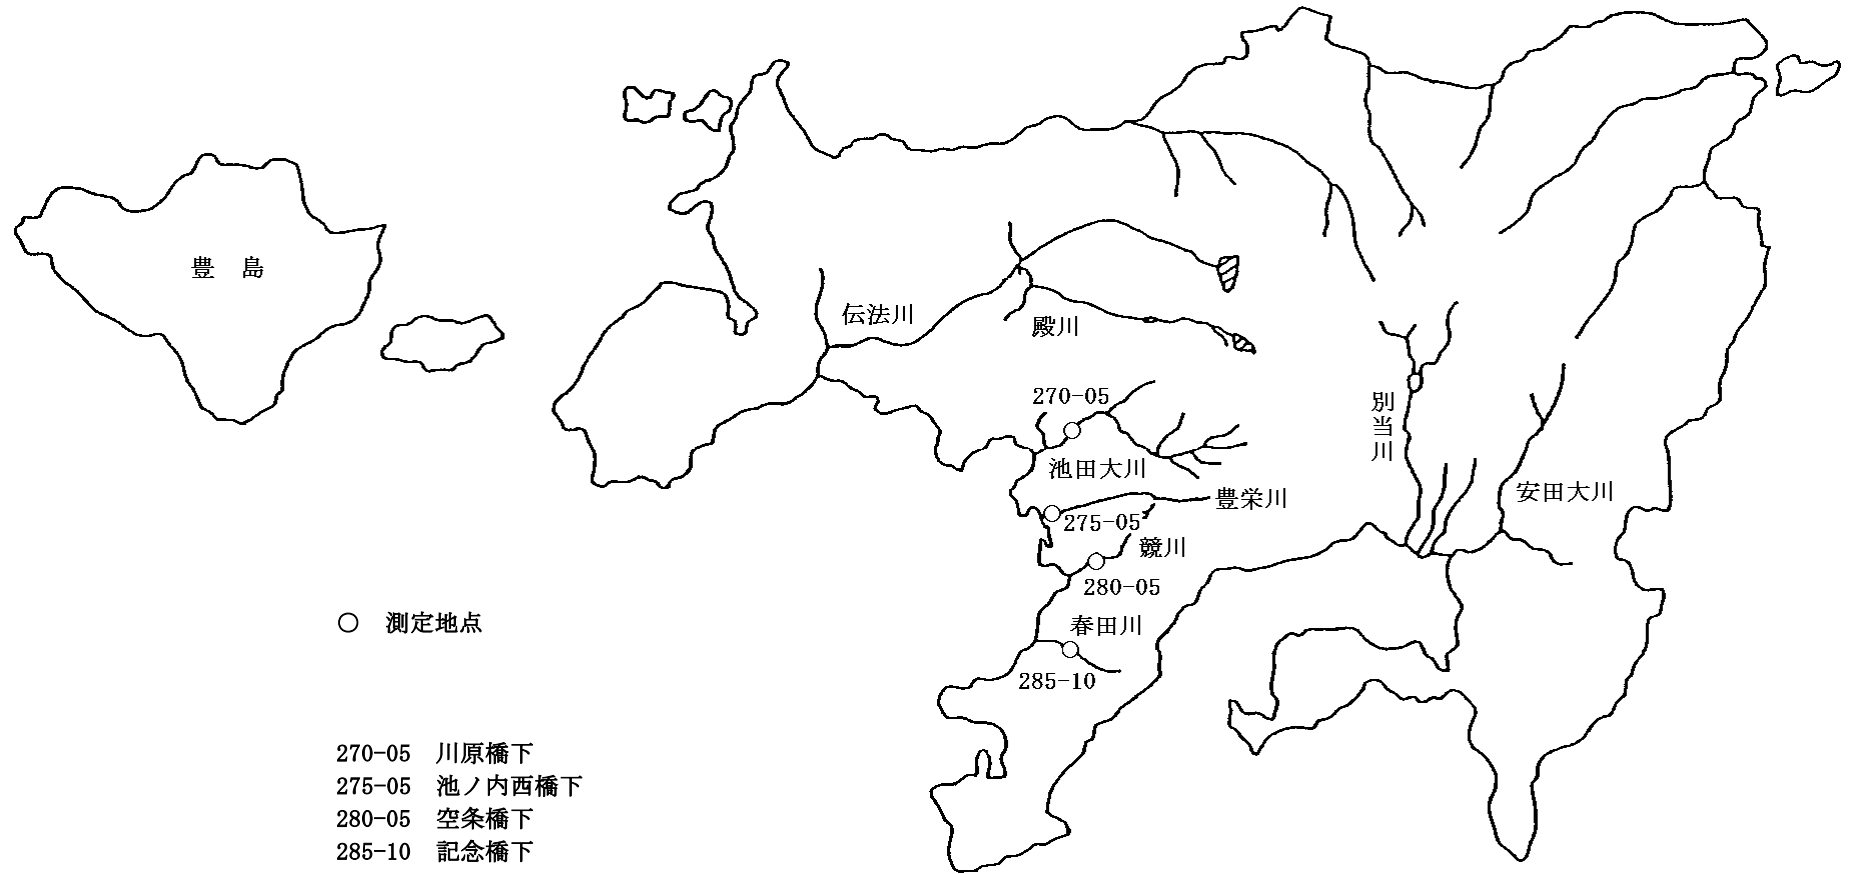 豊 島
伝法川
殿川
270-05
池田大川
別当川
安田大川
豊栄川
275-05
竸川
280-05
春田川
285-10
○ 測定地点
270-05 川原橋下
275-05 池ノ内西橋下
280-05 空条橋下
285-10 記念橋下